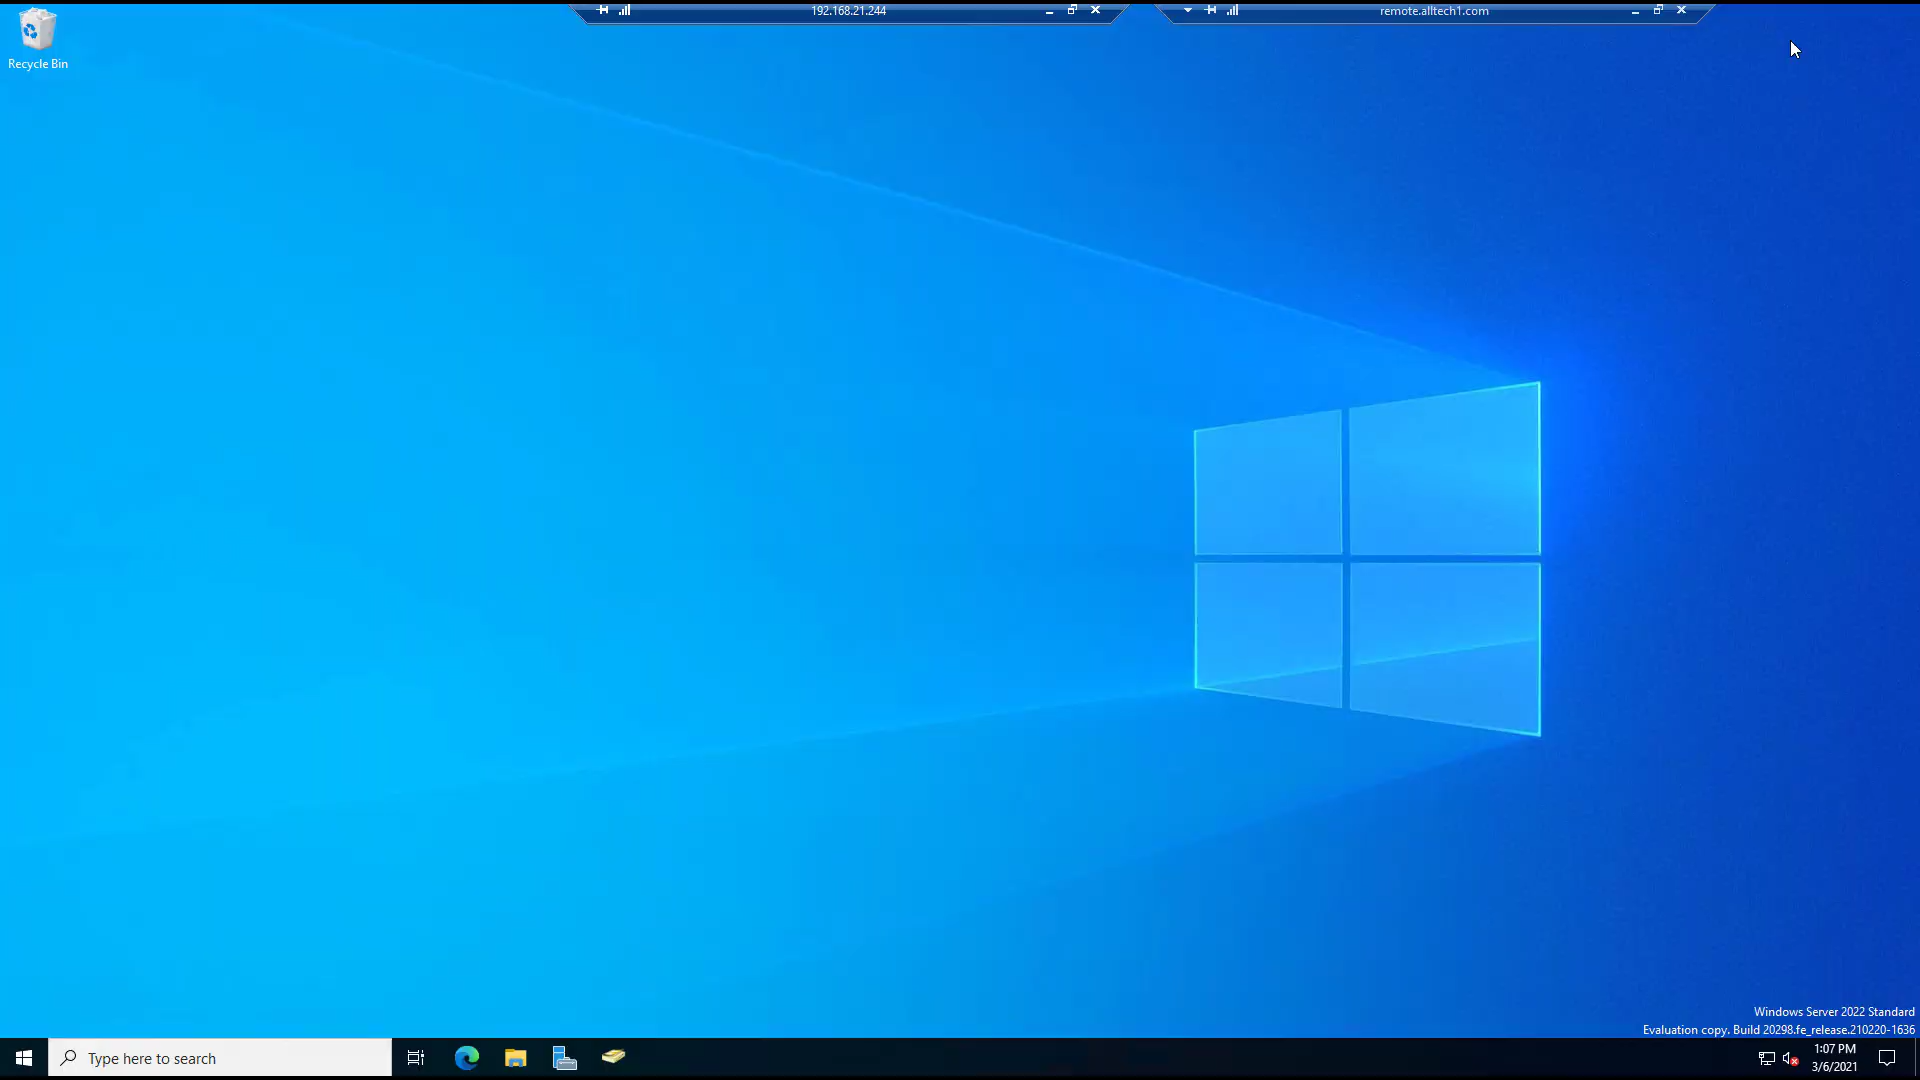 192.168.21.244
remote.alltech1.com
Recycle Bin
Windows Server 2022 Standard
Evaluation copy. Build 20298.fe_release.210220-1636
Type here to search
1:07 PM
3/6/2021